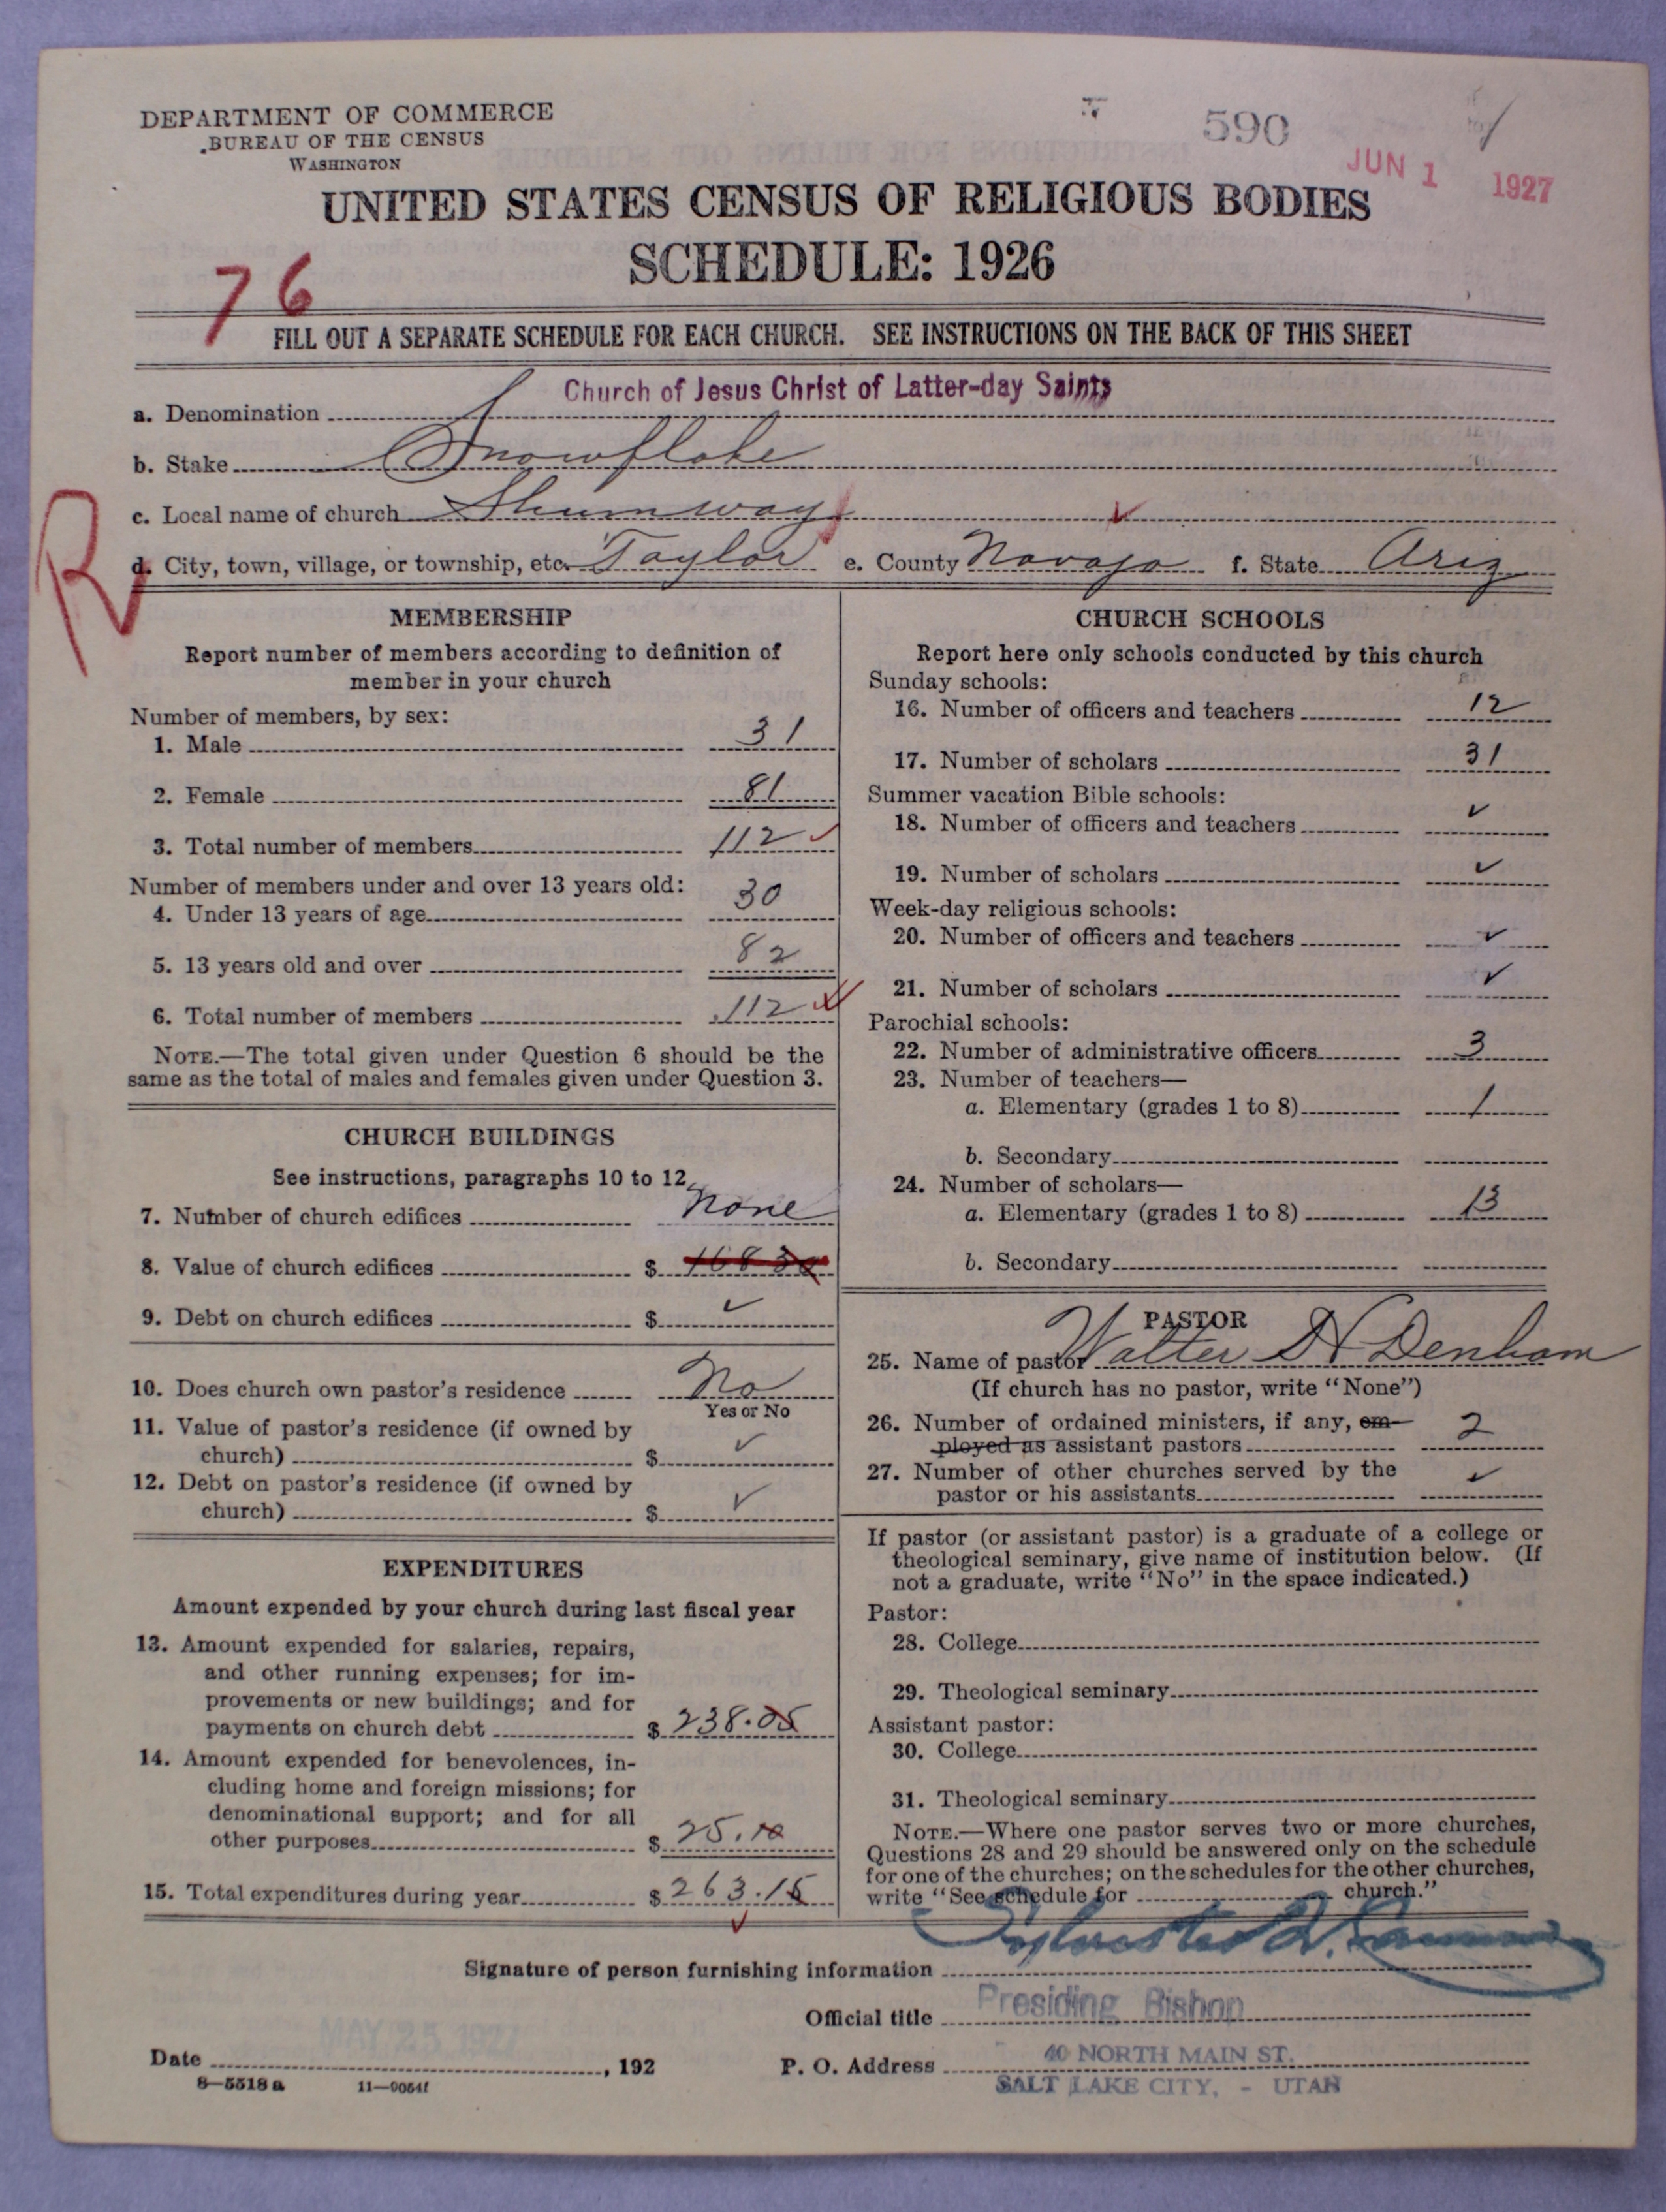 DEPARTMENT OF COMMERCE
BUREAU OF THE CENSUS
WASHINGTON
590
JUN 1 1927
UNITED STATES CENSUS OF RELIGIOUS BODIES
SCHEDULE: 1926
76
FILL OUT A SEPARATE SCHEDULE FOR EACH CHURCH. SEE INSTRUCTIONS ON THE BACK OF THIS SHEET
a. Denomination Church of Jesus Christ of Latter-day Saints
b. Stake Snowflake
c. Local name of church Shumway
R
d. City, town, village, or township, etc. Taylor e. County Navajo f. State Ariz
MEMBERSHIP
Report number of members according to definition of
member in your church
Number of members, by sex:
1. Male 31
2. Female 81
3. Total number of members 112 ✓
Number of members under and over 13 years old:
4. Under 13 years of age 30
5. 13 years old and over 82
6. Total number of members 112 ✓
NOTE.—The total given under Question 6 should be the
same as the total of males and females given under Question 3.
CHURCH BUILDINGS
See instructions, paragraphs 10 to 12
7. Number of church edifices None
8. Value of church edifices $
9. Debt on church edifices $ ✓
10. Does church own pastor's residence No
Yes or No
11. Value of pastor's residence (if owned by
church) $ ✓
12. Debt on pastor's residence (if owned by
church) $ ✓
EXPENDITURES
Amount expended by your church during last fiscal year
13. Amount expended for salaries, repairs,
and other running expenses; for im-
provements or new buildings; and for
payments on church debt $ 238.05
14. Amount expended for benevolences, in-
cluding home and foreign missions; for
denominational support; and for all
other purposes $ 25.10
15. Total expenditures during year $ 263.15
CHURCH SCHOOLS
Report here only schools conducted by this church
Sunday schools:
16. Number of officers and teachers 12
17. Number of scholars 31
Summer vacation Bible schools:
18. Number of officers and teachers ✓
19. Number of scholars ✓
Week-day religious schools:
20. Number of officers and teachers ✓
21. Number of scholars ✓
Parochial schools:
22. Number of administrative officers 3
23. Number of teachers—
a. Elementary (grades 1 to 8) 1
b. Secondary
24. Number of scholars—
a. Elementary (grades 1 to 8) 13
b. Secondary
PASTOR
25. Name of pastor Walter H Denham
(If church has no pastor, write "None")
26. Number of ordained ministers, if any, em-
ployed as assistant pastors 2
27. Number of other churches served by the
pastor or his assistants ✓
If pastor (or assistant pastor) is a graduate of a college or
theological seminary, give name of institution below. (If
not a graduate, write "No" in the space indicated.)
Pastor:
28. College
29. Theological seminary
Assistant pastor:
30. College
31. Theological seminary
NOTE.—Where one pastor serves two or more churches,
Questions 28 and 29 should be answered only on the schedule
for one of the churches; on the schedules for the other churches,
write "See schedule for church."
Signature of person furnishing information Sylvester Q. Cannon
Official title Presiding Bishop
MAY 25 1927
Date , 192 P. O. Address 40 NORTH MAIN ST.
SALT LAKE CITY, - UTAH
8—5518 a 11—9054f